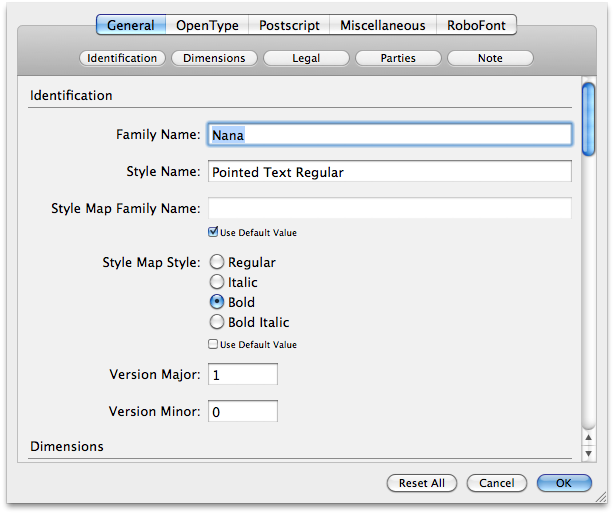 General OpenType Postscript Miscellaneous RoboFont
Identification Dimensions Legal Parties Note
Identification
Family Name: Nana
Style Name: Pointed Text Regular
Style Map Family Name:
Use Default Value
Style Map Style: Regular
Italic
Bold
Bold Italic
Use Default Value
Version Major: 1
Version Minor: 0
Dimensions
Reset All Cancel OK